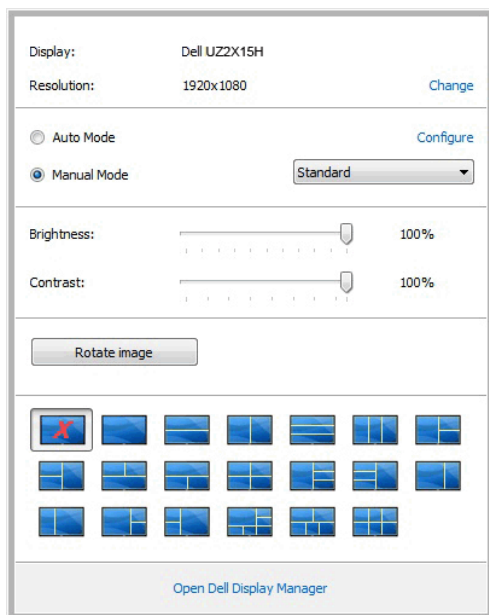 Display: Dell UZ2X15H
Resolution: 1920x1080 Change
Auto Mode Configure
Manual Mode Standard
Brightness: 100%
Contrast: 100%
Rotate image
Open Dell Display Manager